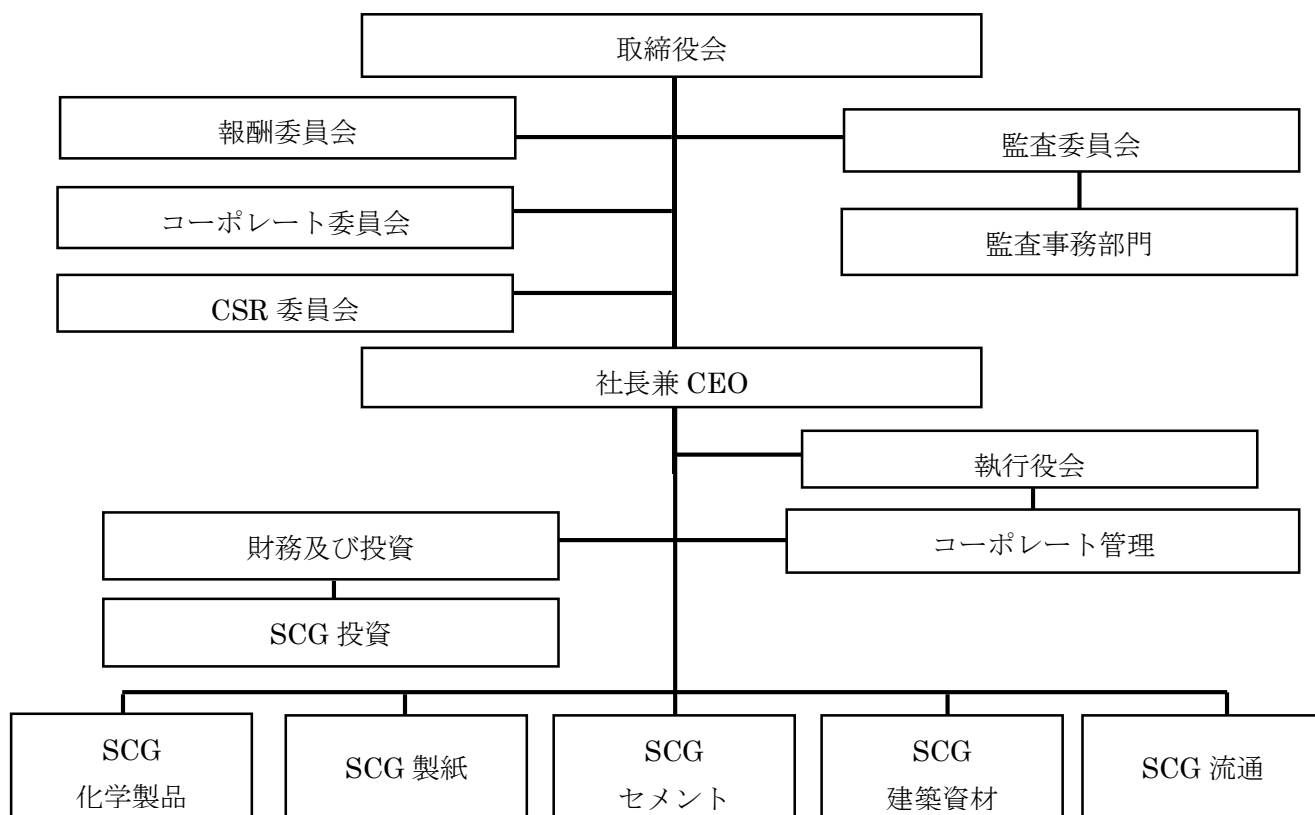 取締役会
報酬委員会
監査委員会
コーポレート委員会
監査事務部門
CSR 委員会
社長兼 CEO
執行役会
財務及び投資
コーポレート管理
SCG 投資
SCG
化学製品
SCG 製紙
SCG
セメント
SCG
建築資材
SCG 流通